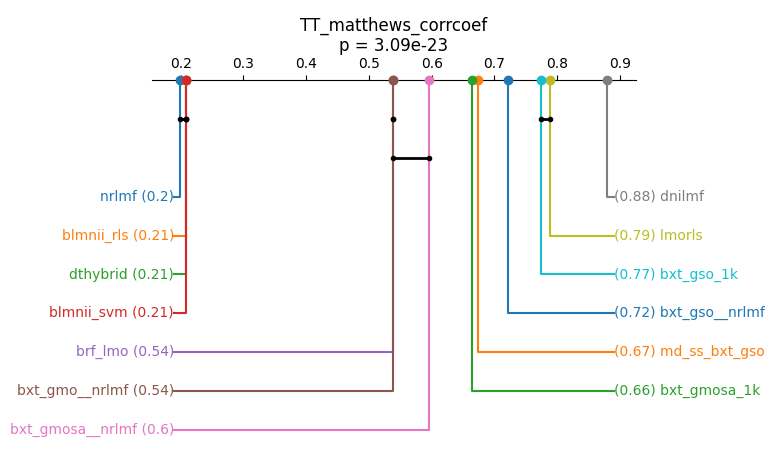 TT_matthews_corrcoef
p = 3.09e-23
0.2 0.3 0.4 0.5 0.6 0.7 0.8 0.9
nrlmf (0.2)
(0.88) dnilmf
blmnii_rls (0.21)
(0.79) lmorls
dthybrid (0.21)
(0.77) bxt_gso_1k
blmnii_svm (0.21)
(0.72) bxt_gso__nrlmf
brf_lmo (0.54)
(0.67) md_ss_bxt_gso
bxt_gmo__nrlmf (0.54)
(0.66) bxt_gmosa_1k
bxt_gmosa__nrlmf (0.6)